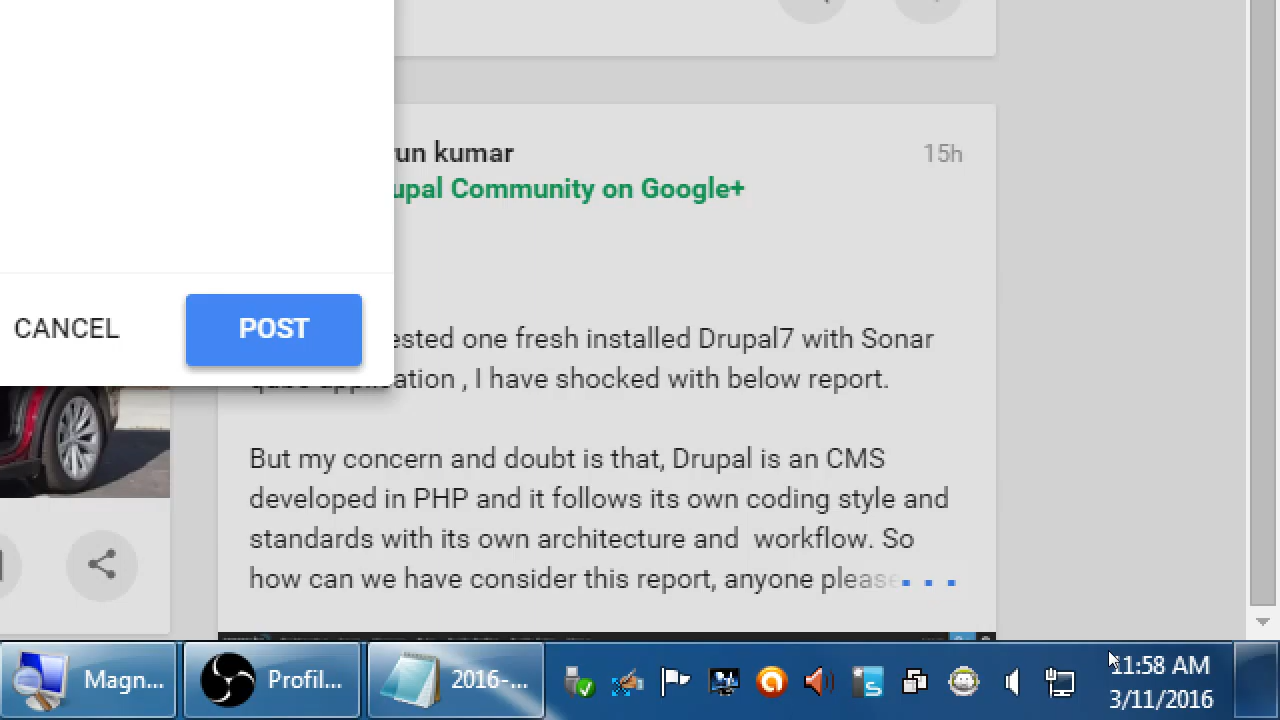 run kumar
15h
upal Community on Google+
ested one fresh installed Drupal7 with Sonar
ation , I have shocked with below report.
CANCEL
POST
But my concern and doubt is that, Drupal is an CMS
developed in PHP and it follows its own coding style and
standards with its own architecture and workflow. So
how can we have consider this report, anyone please...
Magn...
Profil...
2016-...
11:58 AM
3/11/2016